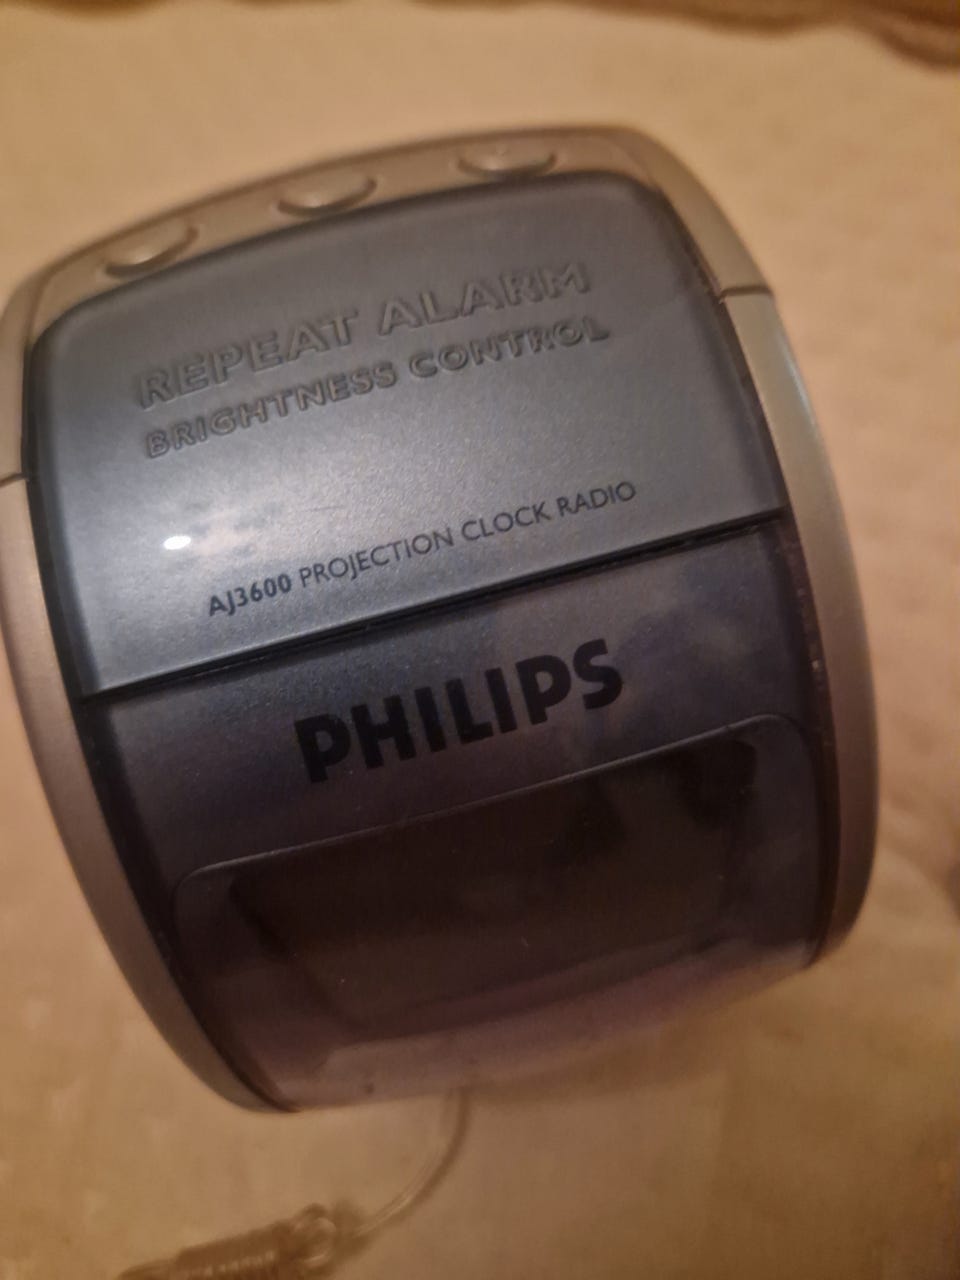 REPEAT ALARM
BRIGHTNESS CONTROL
AJ3600 PROJECTION CLOCK RADIO
PHILIPS